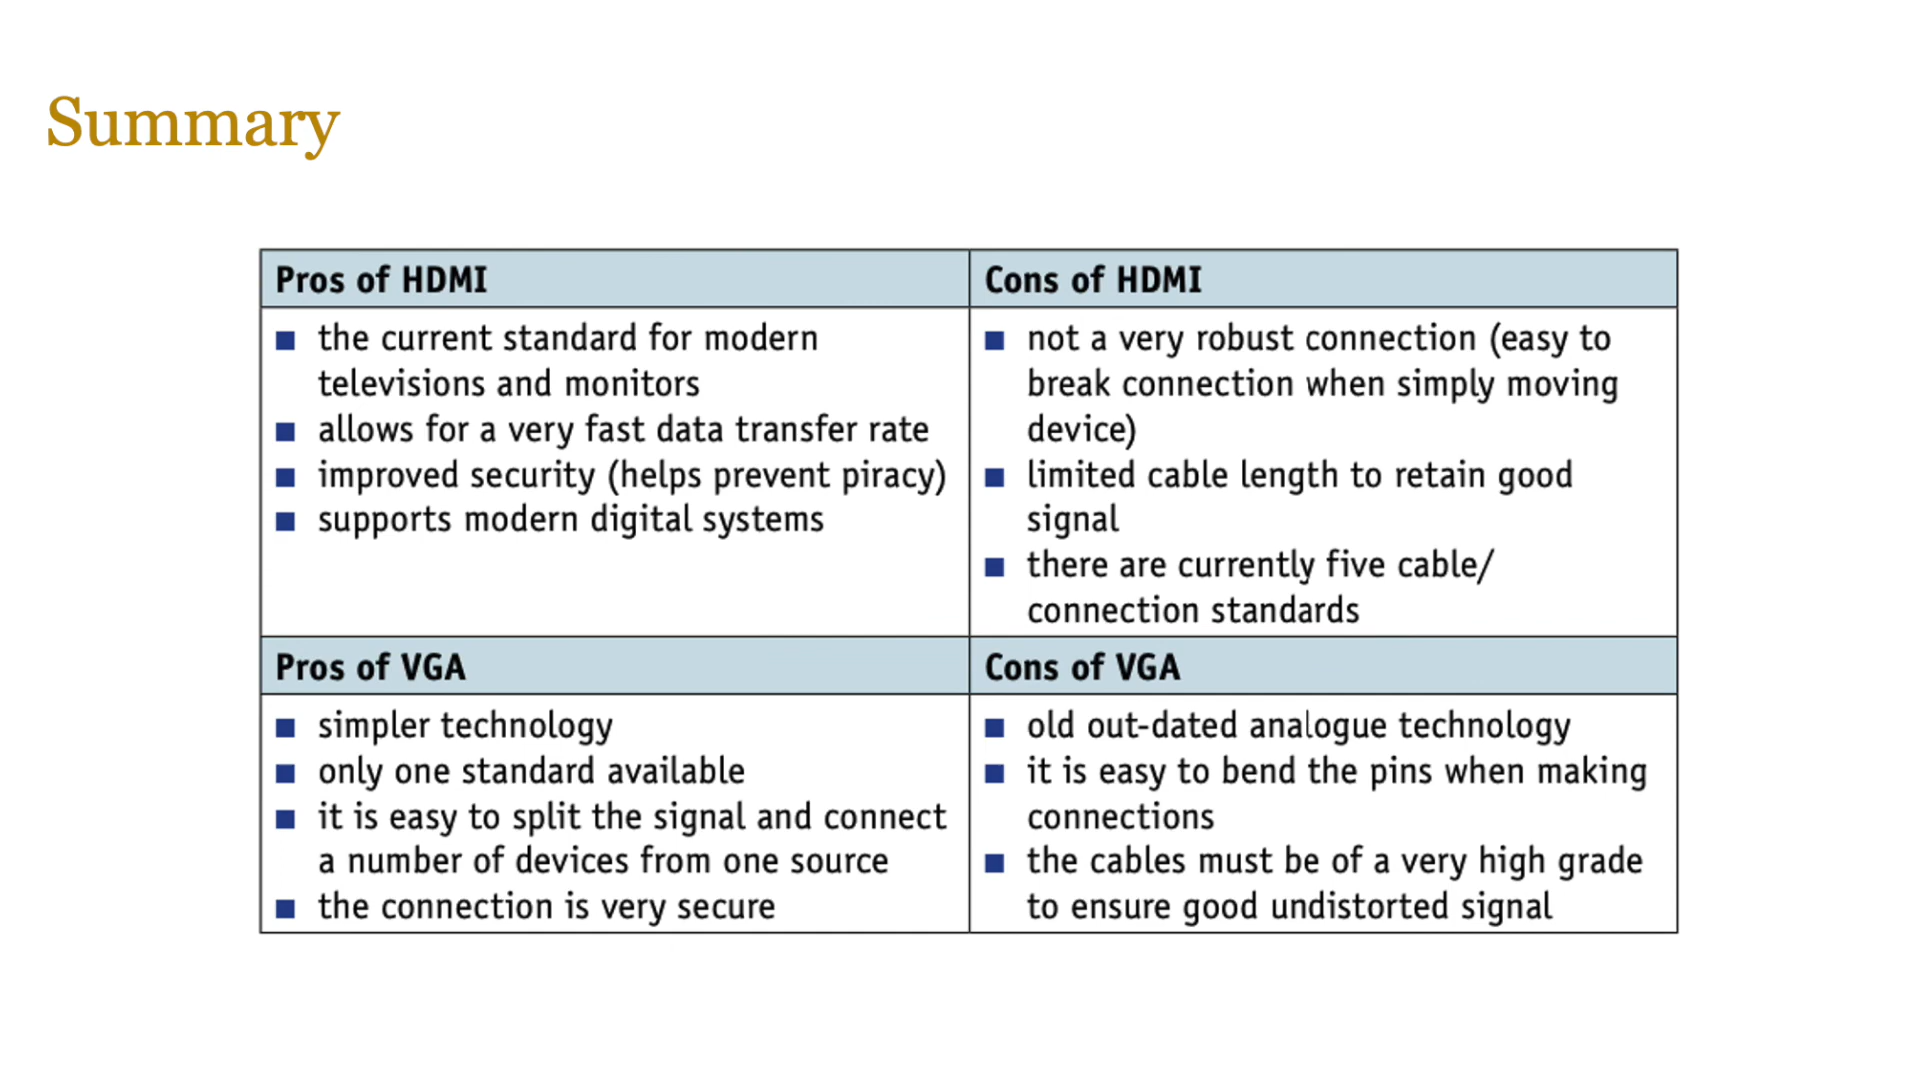 Summary
Pros of HDMI
the current standard for modern
televisions and monitors
allows for a very fast data transfer rate
improved security (helps prevent piracy)
supports modern digital systems
Cons of HDMI
not a very robust connection (easy to
break connection when simply moving
device)
limited cable length to retain good
signal
there are currently five cable/
connection standards
Pros of VGA
simpler technology
only one standard available
it is easy to split the signal and connect
a number of devices from one source
the connection is very secure
Cons of VGA
old out-dated analogue technology
it is easy to bend the pins when making
connections
the cables must be of a very high grade
to ensure good undistorted signal